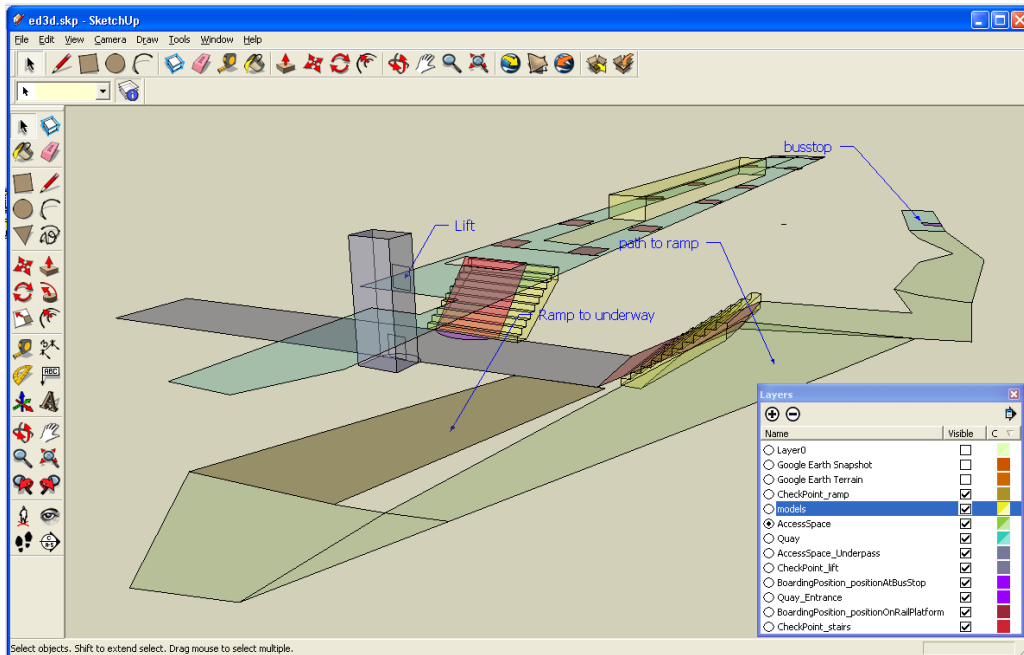 ed3d.skp - SketchUp
File Edit View Camera Draw Tools Window Help
busstop
Lift
path to ramp
Ramp to underway
ABC
Layers
Name Visible C
Layer0
Google Earth Snapshot
Google Earth Terrain
CheckPoint_ramp
models
AccessSpace
Quay
AccessSpace_Underpass
CheckPoint_lift
BoardingPosition_positionAtBusStop
Quay_Entrance
BoardingPosition_positionOnRailPlatform
CheckPoint_stairs
Select objects. Shift to extend select. Drag mouse to select multiple.